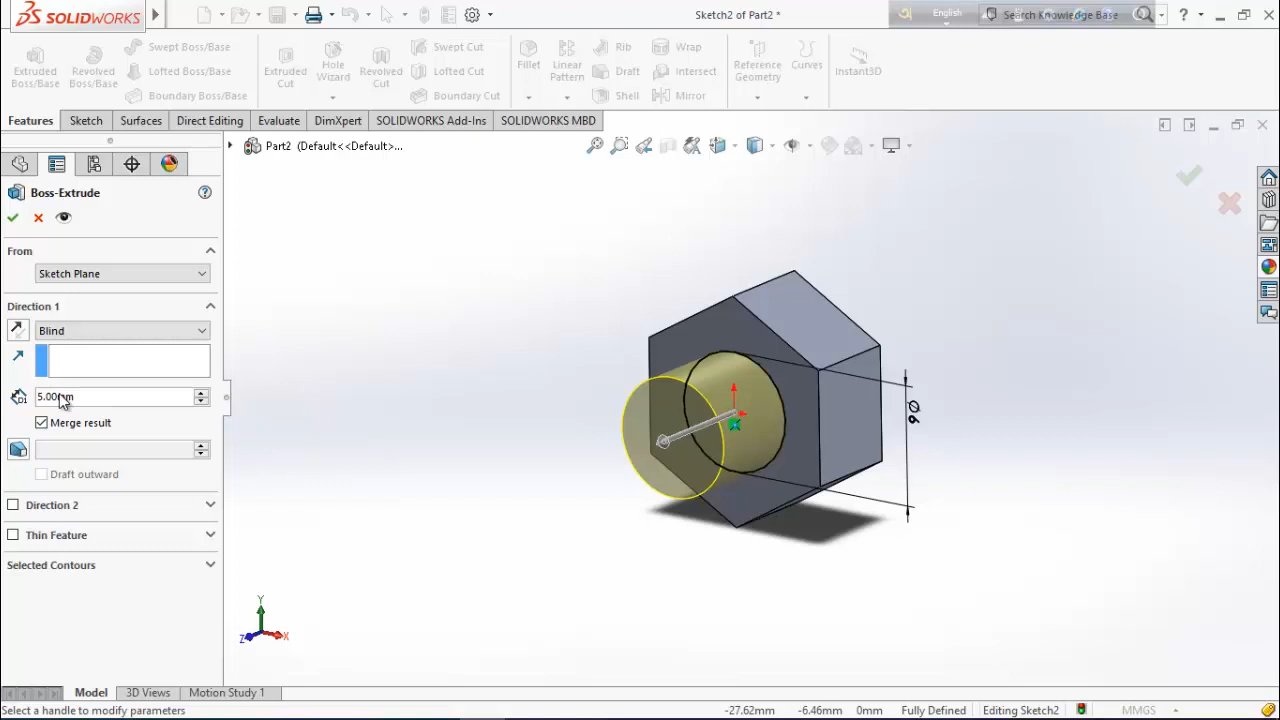 SOLIDWORKS
Sketch2 of Part2 *
English
Search Knowledge Base
?
Extruded Boss/Base
Revolved Boss/Base
Swept Boss/Base
Lofted Boss/Base
Boundary Boss/Base
Extruded Cut
Hole Wizard
Revolved Cut
Swept Cut
Lofted Cut
Boundary Cut
Fillet
Linear Pattern
Rib
Draft
Shell
Wrap
Intersect
Mirror
Reference Geometry
Curves
Instant3D
Features
Sketch
Surfaces
Direct Editing
Evaluate
DimXpert
SOLIDWORKS Add-Ins
SOLIDWORKS MBD
Part2 (Default<<Default>...
Boss-Extrude
?
From
Sketch Plane
Direction 1
Blind
Merge result
Draft outward
Direction 2
Thin Feature
Selected Contours
Ø6
Y
Z
X
Model
3D Views
Motion Study 1
Select a handle to modify parameters
-27.62mm
-6.46mm
0mm
Fully Defined
Editing Sketch2
MMGS